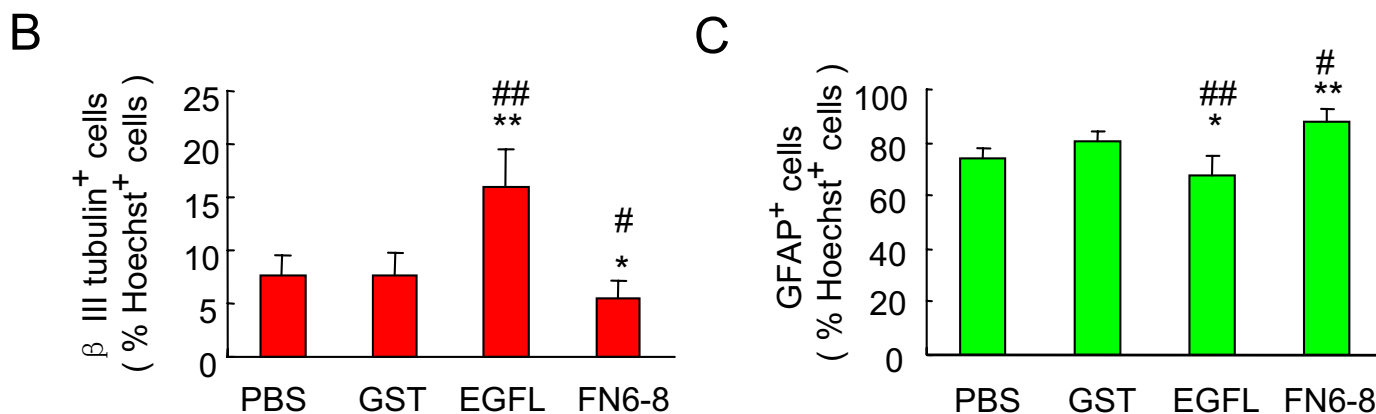 B
β III tubulin+ cells
( % Hoechst+ cells )
25
20
15
10
5
0
##
**
#
*
PBS GST EGFL FN6-8
C
GFAP+ cells
( % Hoechst+ cells )
100
80
60
40
20
0
##
*
#
**
PBS GST EGFL FN6-8